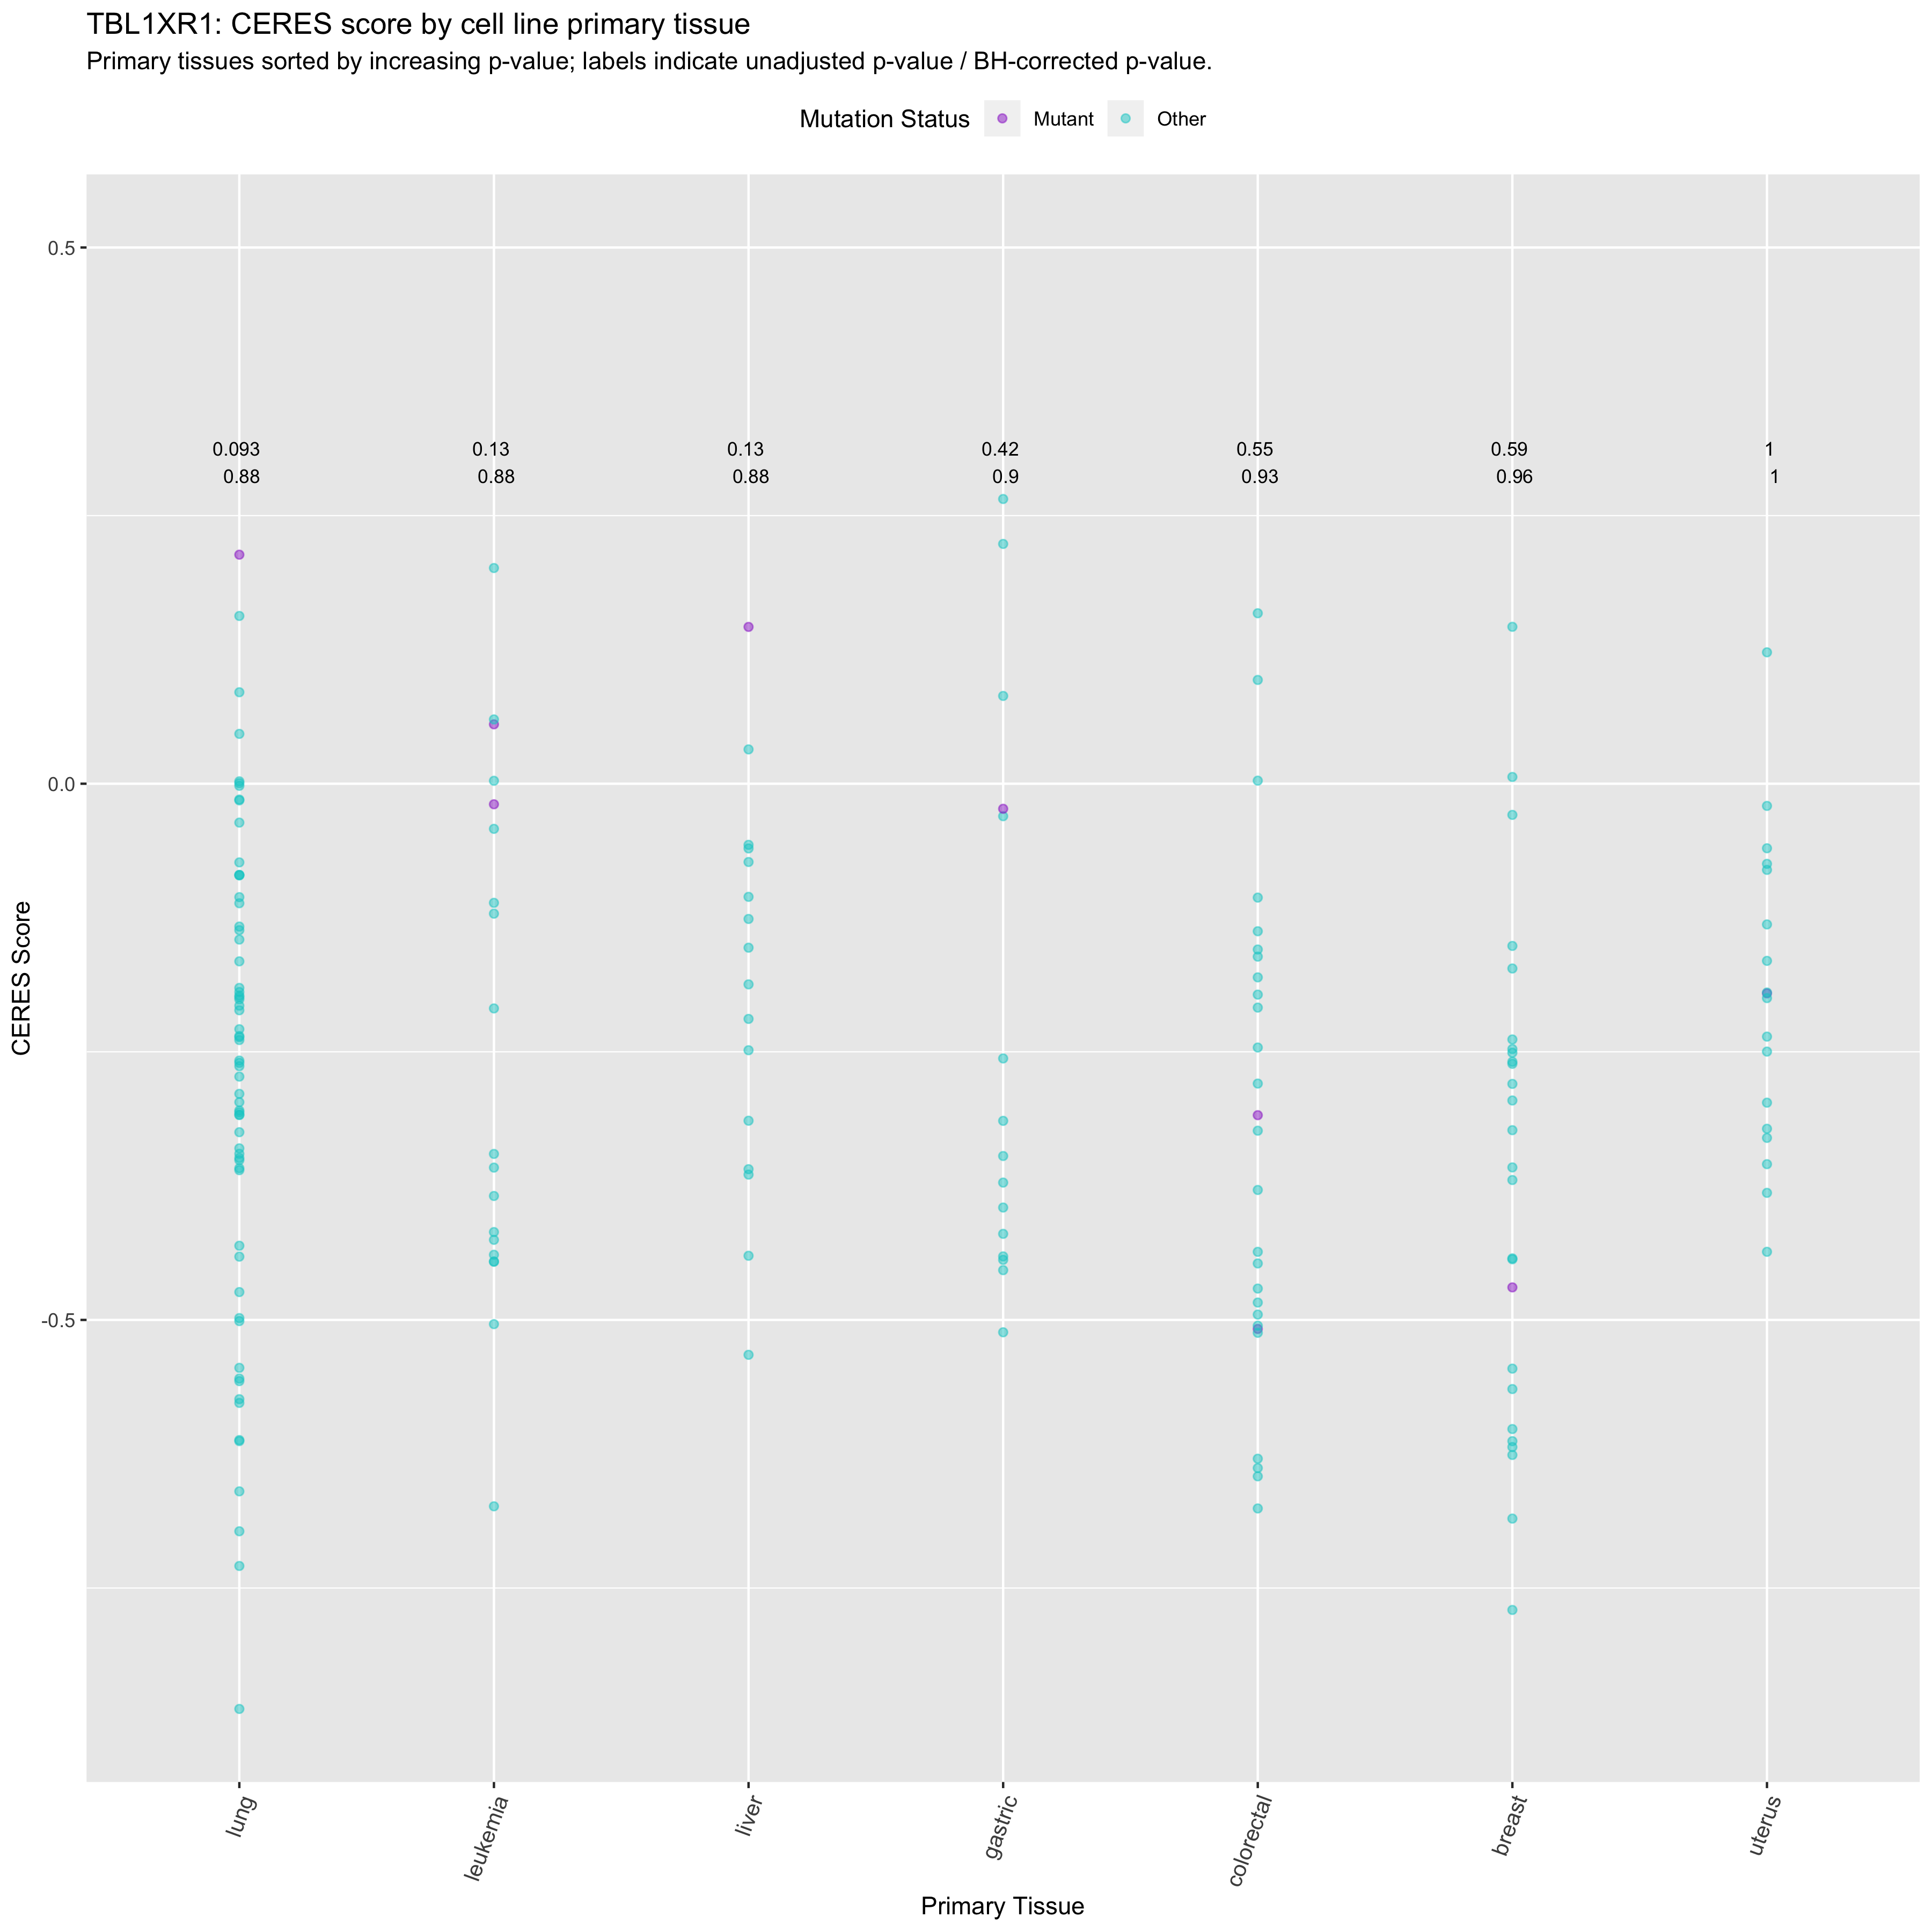 TBL1XR1: CERES score by cell line primary tissue
Primary tissues sorted by increasing p-value; labels indicate unadjusted p-value / BH-corrected p-value.
Mutation Status Mutant Other
0.5
0.093 0.13 0.13 0.42 0.55 0.59 1
0.88 0.88 0.88 0.9 0.93 0.96 1
0.0
CERES Score
-0.5
lung leukemia liver gastric colorectal breast uterus
Primary Tissue